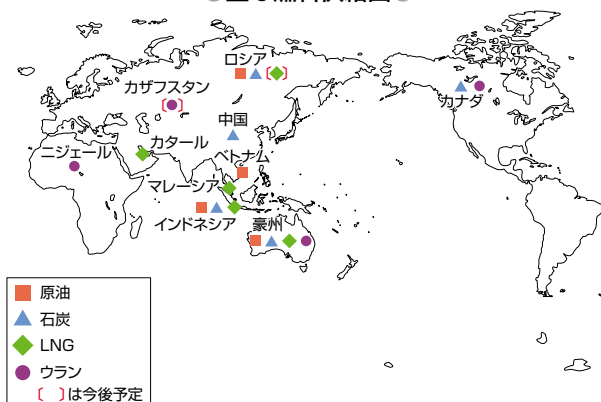 ロシア
カザフスタン
カナダ
中国
カタール
ニジェール
ベトナム
マレーシア
インドネシア
豪州
原油
石炭
LNG
ウラン
〔 〕は今後予定